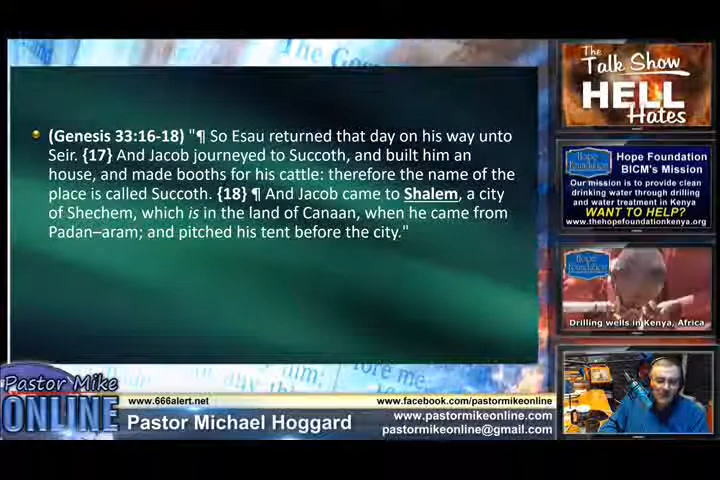 (Genesis 33:16-18) "¶ So Esau returned that day on his way unto
Seir. {17} And Jacob journeyed to Succoth, and built him an
house, and made booths for his cattle: therefore the name of the
place is called Succoth. {18} ¶ And Jacob came to Shalem, a city
of Shechem, which is in the land of Canaan, when he came from
Padan–aram; and pitched his tent before the city."
The
Talk Show
HELL
Hates
Hope
Foundation
Hope Foundation
BICM's Mission
Our mission is to provide clean
drinking water through drilling
and water treatment in Kenya
WANT TO HELP?
www.thehopefoundationkenya.org
Hope
Foundation
Drilling wells in Kenya, Africa
Pastor Mike
ONLINE
www.666alert.net
www.facebook.com/pastormikeonline
Pastor Michael Hoggard
www.pastormikeonline.com
pastormikeonline@gmail.com